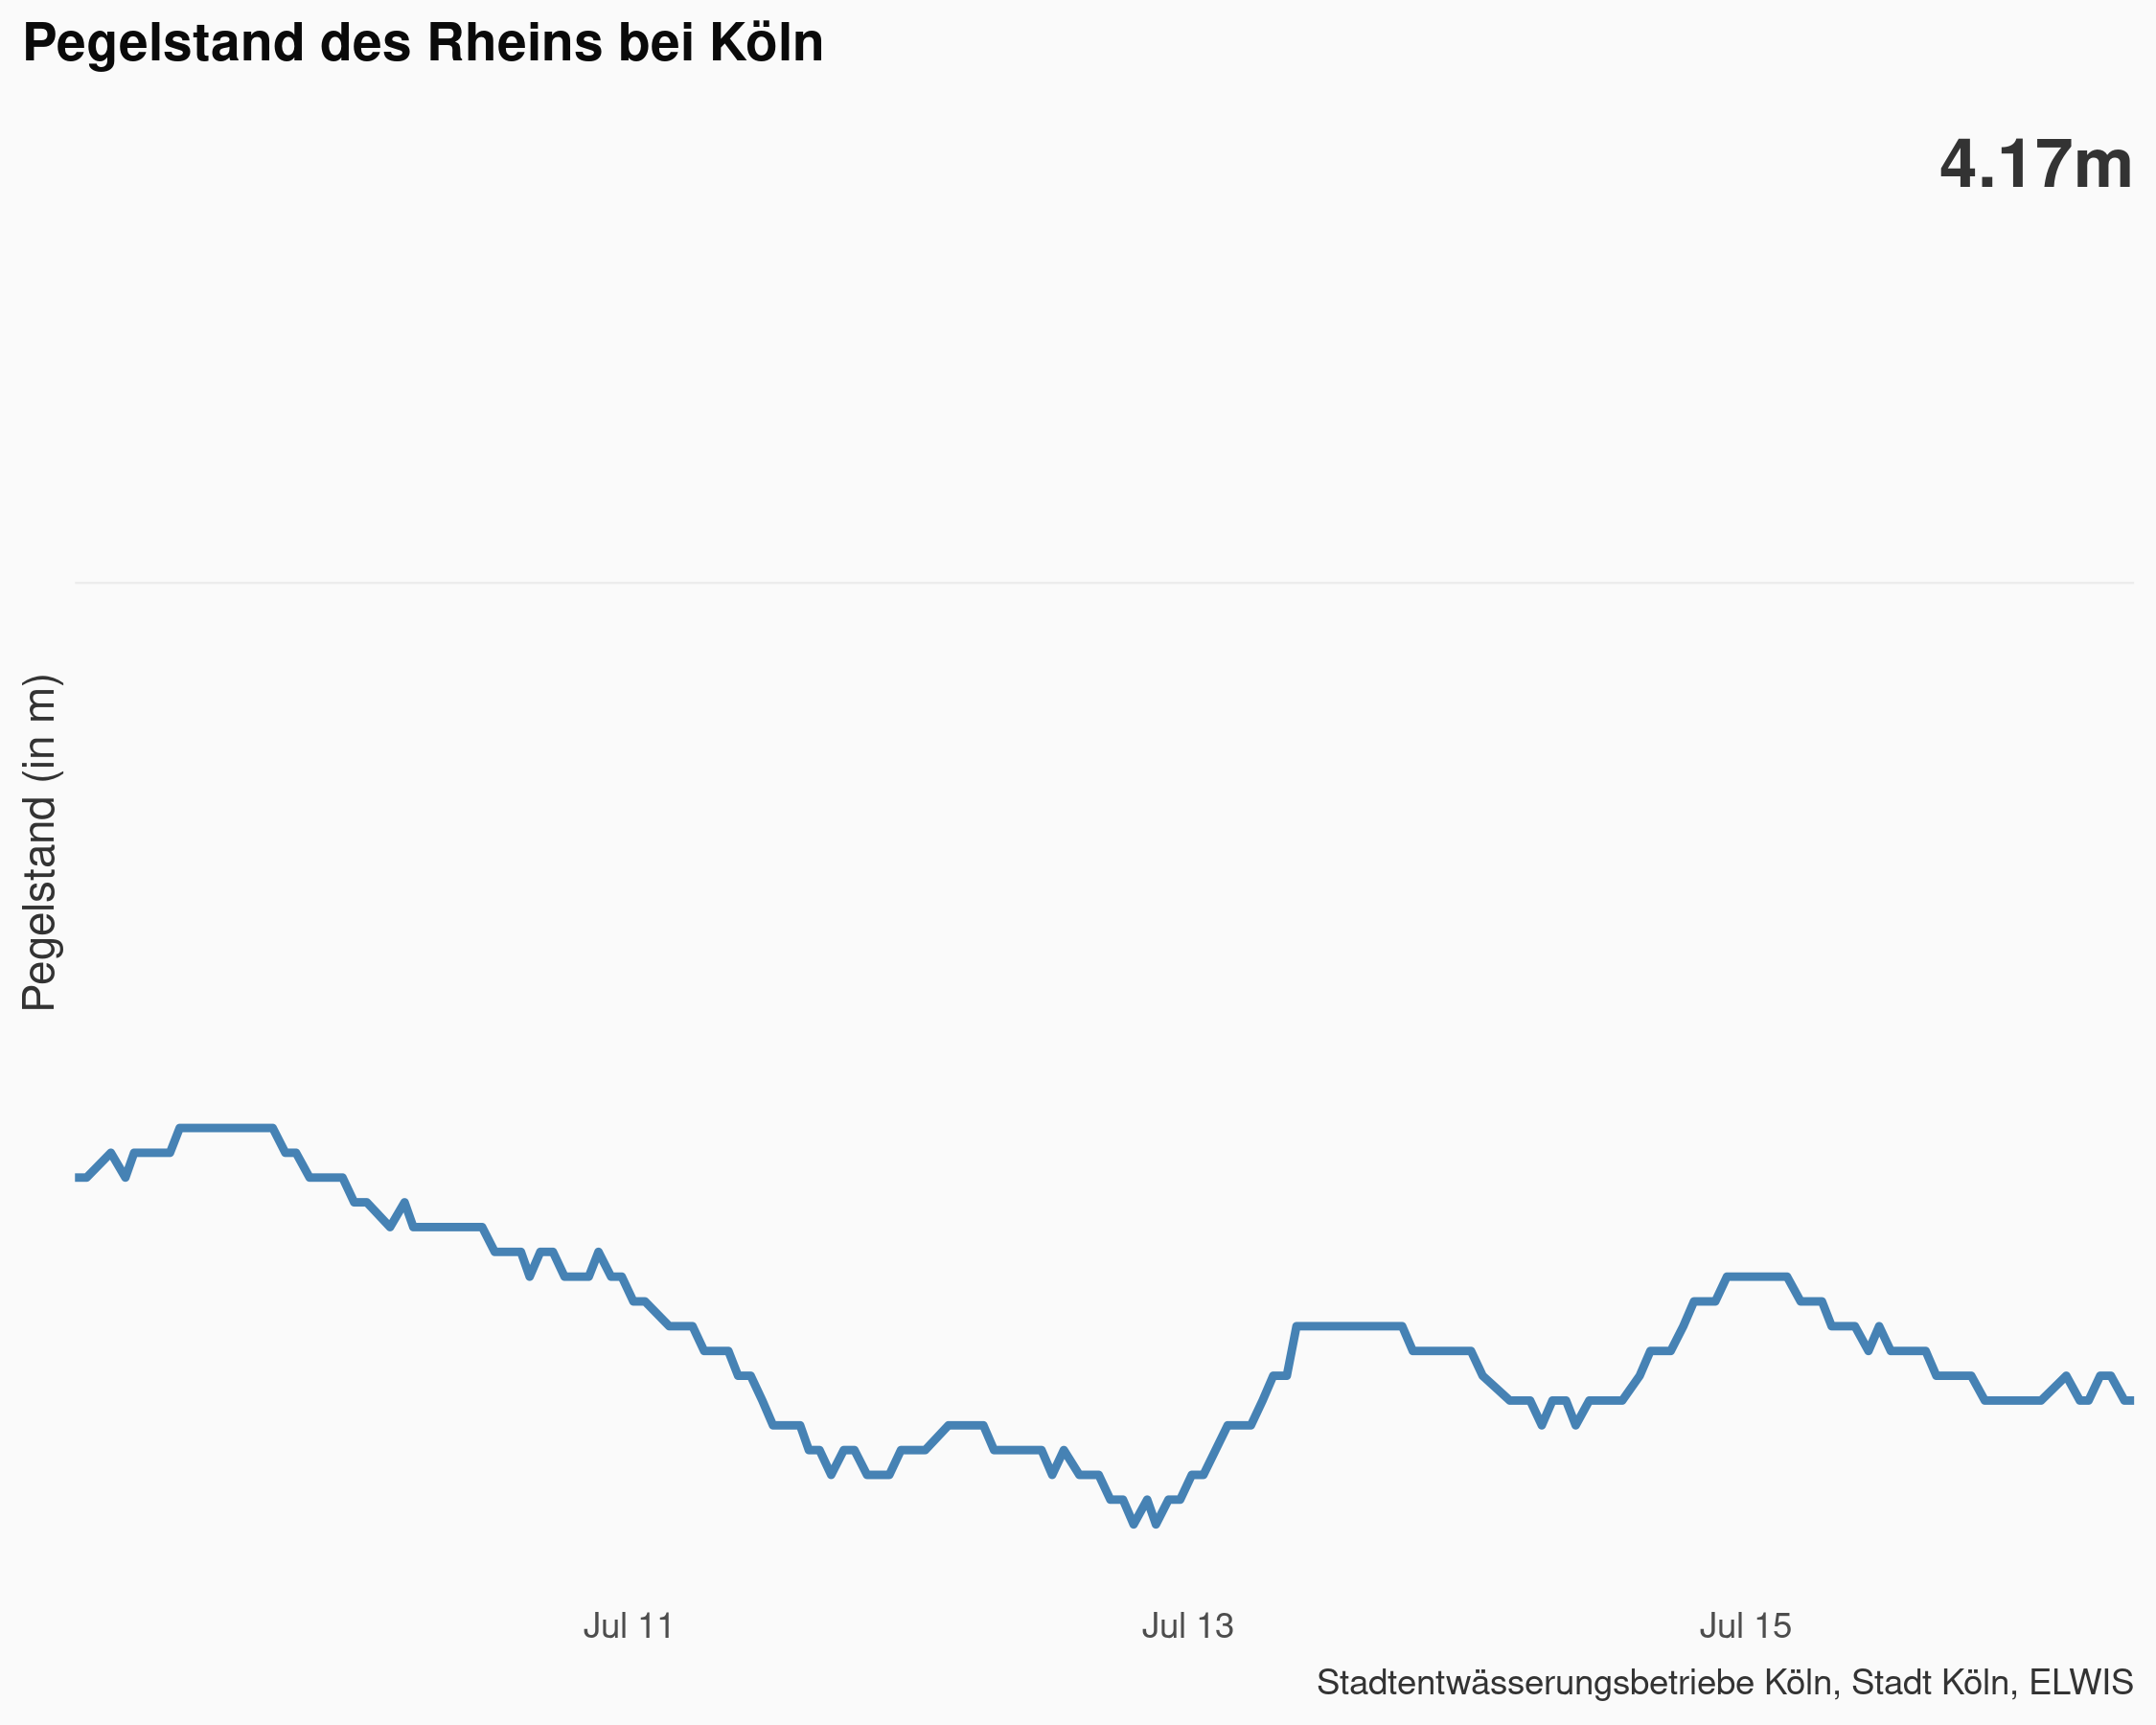 Pegelstand des Rheins bei Köln
4.17m
Pegelstand (in m)
Jul 11
Jul 13
Jul 15
Stadtentwässerungsbetriebe Köln, Stadt Köln, ELWIS